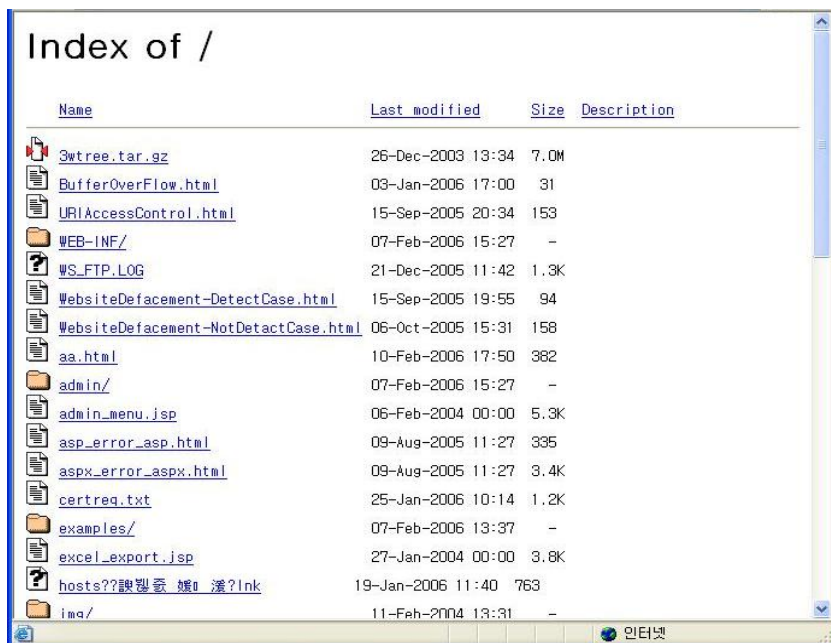 Index of /
Name Last modified Size Description
3wtree.tar.gz 26-Dec-2003 13:34 7.0M
BufferOverFlow.html 03-Jan-2006 17:00 31
URIAccessControl.html 15-Sep-2005 20:34 153
WEB-INF/ 07-Feb-2006 15:27 -
WS_FTP.LOG 21-Dec-2005 11:42 1.3K
WebsiteDefacement-DetectCase.html 15-Sep-2005 19:55 94
WebsiteDefacement-NotDetactCase.html 06-Oct-2005 15:31 158
aa.html 10-Feb-2006 17:50 382
admin/ 07-Feb-2006 15:27 -
admin_menu.jsp 06-Feb-2004 00:00 5.3K
asp_error_asp.html 09-Aug-2005 11:27 335
aspx_error_aspx.html 09-Aug-2005 11:27 3.4K
certreq.txt 25-Jan-2006 10:14 1.2K
examples/ 07-Feb-2006 13:37 -
excel_export.jsp 27-Jan-2004 00:00 3.8K
19-Jan-2006 11:40 763
img/ 11-Feb-2004 13:31 -
인터넷